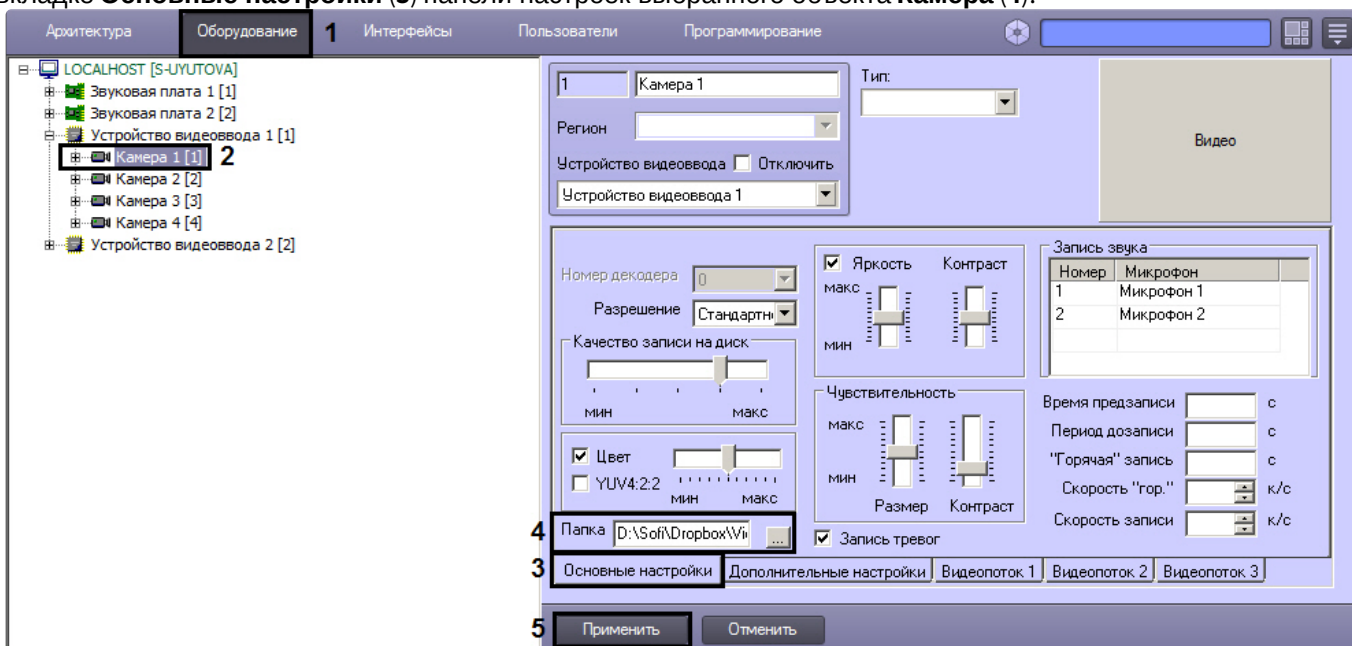 вкладке Основные настройки (3) панели настроек выбранного объекта Камера (4).
Архитектура Оборудование 1 Интерфейсы Пользователи Программирование
LOCALHOST [S-UYUTOVA]
Звуковая плата 1 [1]
Звуковая плата 2 [2]
Устройство видеоввода 1 [1]
Камера 1 [1] 2
Камера 2 [2]
Камера 3 [3]
Камера 4 [4]
Устройство видеоввода 2 [2]
1 Камера 1
Регион
Устройство видеоввода Отключить
Устройство видеоввода 1
Тип:
Видео
Номер декодера 0
Разрешение Стандартн
Качество записи на диск
мин макс
Цвет
YUV4:2:2
мин макс
4 Папка D:\Sofi\Dropbox\Vi ...
Яркость Контраст
макс
мин
Чувствительность
макс
мин
Размер Контраст
Запись тревог
Запись звука
Номер Микрофон
1 Микрофон 1
2 Микрофон 2
Время предзаписи с
Период дозаписи с
"Горячая" запись с
Скорость "гор." к/с
Скорость записи к/с
3 Основные настройки Дополнительные настройки Видеопоток 1 Видеопоток 2 Видеопоток 3
5 Применить Отменить